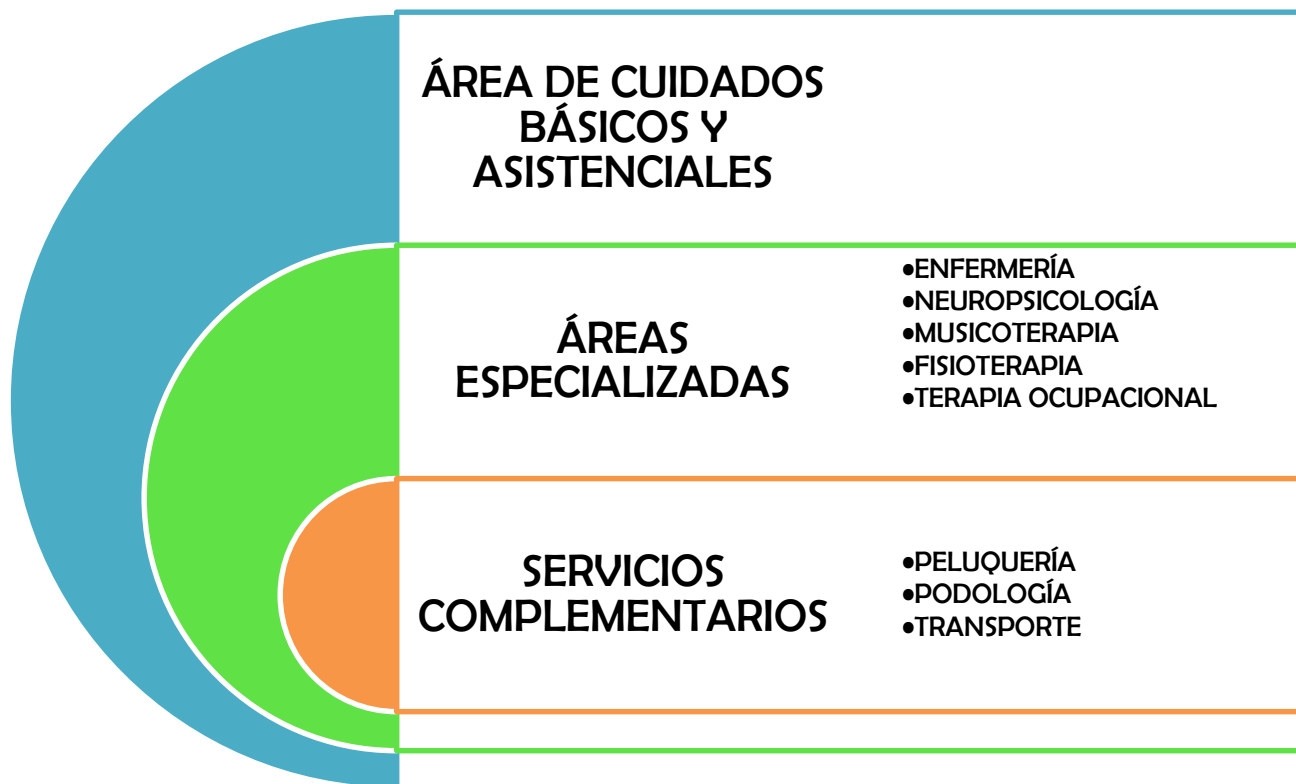 ÁREA DE CUIDADOS
BÁSICOS Y
ASISTENCIALES
ÁREAS
ESPECIALIZADAS
•ENFERMERÍA
•NEUROPSICOLOGÍA
•MUSICOTERAPIA
•FISIOTERAPIA
•TERAPIA OCUPACIONAL
SERVICIOS
COMPLEMENTARIOS
•PELUQUERÍA
•PODOLOGÍA
•TRANSPORTE